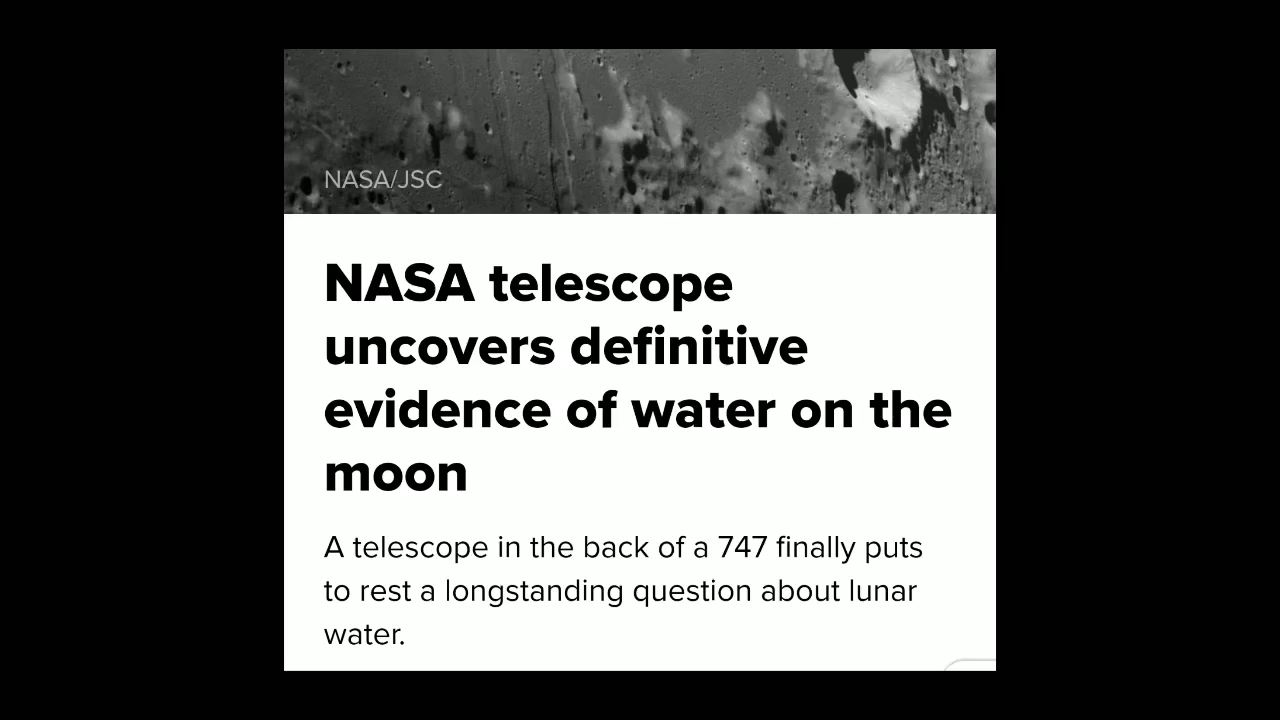 NASA/JSC
NASA telescope
uncovers definitive
evidence of water on the
moon
A telescope in the back of a 747 finally puts
to rest a longstanding question about lunar
water.